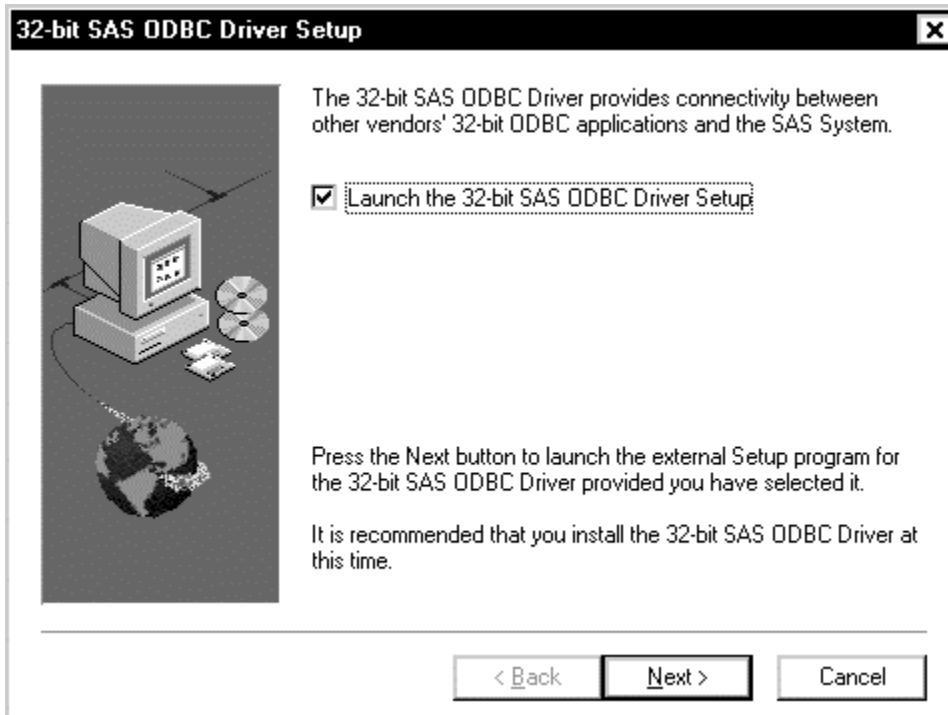 32-bit SAS ODBC Driver Setup
The 32-bit SAS ODBC Driver provides connectivity between
other vendors' 32-bit ODBC applications and the SAS System.
Launch the 32-bit SAS ODBC Driver Setup
Press the Next button to launch the external Setup program for
the 32-bit SAS ODBC Driver provided you have selected it.
It is recommended that you install the 32-bit SAS ODBC Driver at
this time.
< Back Next > Cancel